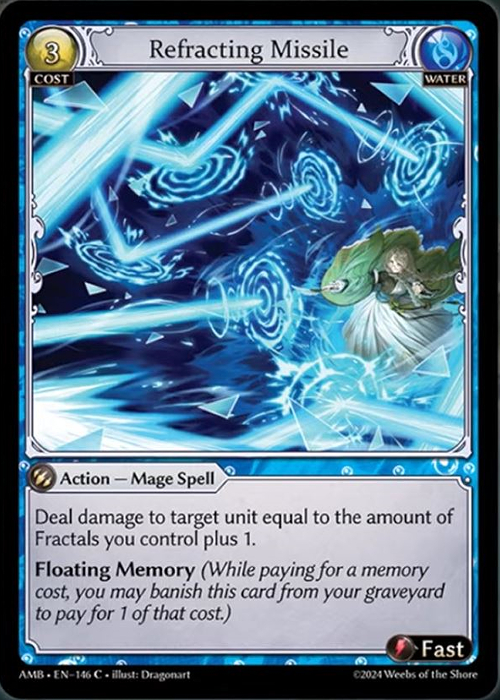 3
Refracting Missile
COST
WATER
Action — Mage Spell
Deal damage to target unit equal to the amount of
Fractals you control plus 1.
Floating Memory (While paying for a memory
cost, you may banish this card from your graveyard
to pay for 1 of that cost.)
Fast
AMB • EN–146 C • illust: Dragonart
©2024 Weebs of the Shore